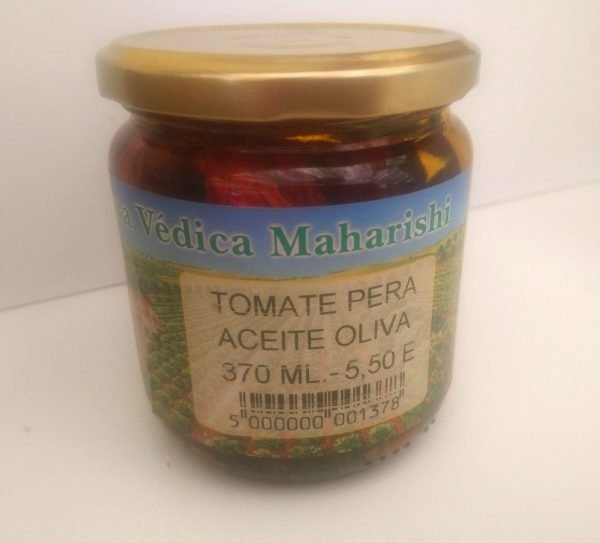 Védica Maharishi
TOMATE PERA
ACEITE OLIVA
370 ML.- 5,50 E
5 000000 001378